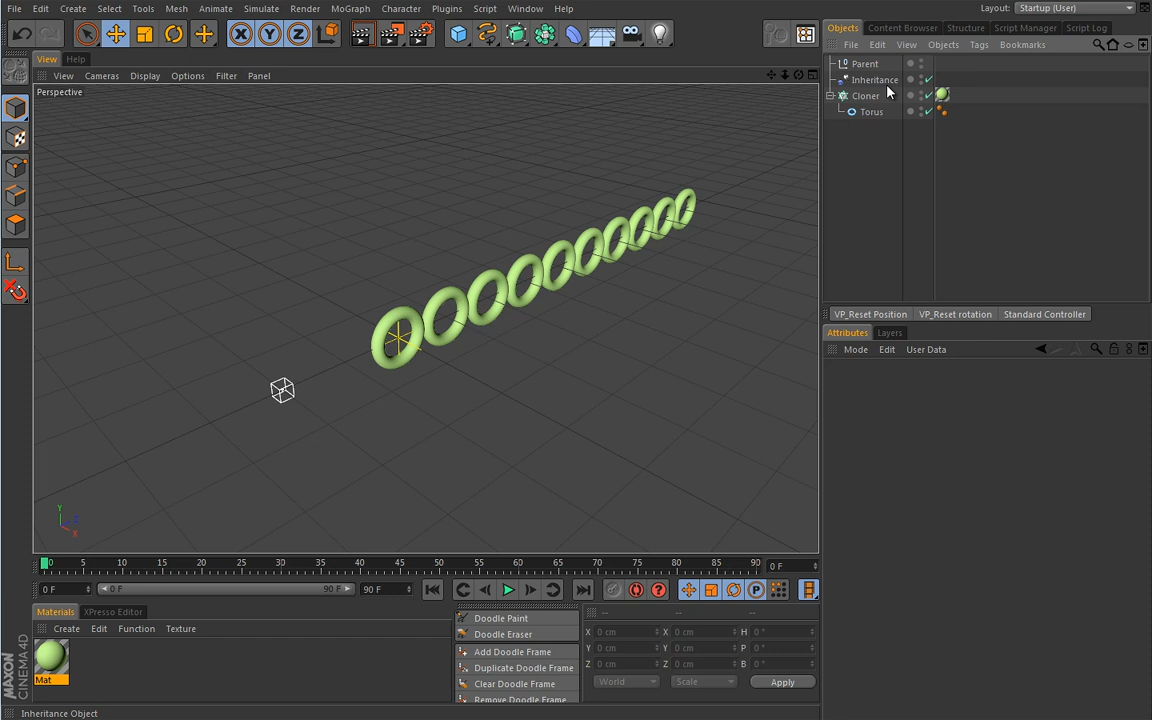 File Edit Create Select Tools Mesh Animate Simulate Render MoGraph Character Plugins Script Window Help
Layout: Startup (User)
X Y Z
Objects Content Browser Structure Script Manager Script Log
File Edit View Objects Tags Bookmarks
View Help
View Cameras Display Options Filter Panel
Perspective
Parent
Inheritance
Cloner
Torus
VP_Reset Position VP_Reset rotation Standard Controller
Attributes Layers
Mode Edit User Data
Y
Z
X
0 5 10 15 20 25 30 35 40 45 50 55 60 65 70 75 80 85 90
0 F
0 F 0 F 90 F 90 F
P
Materials XPresso Editor
Create Edit Function Texture
Mat
Doodle Paint
Doodle Eraser
Add Doodle Frame
Duplicate Doodle Frame
Clear Doodle Frame
Remove Doodle Frame
-- -- --
X 0 cm X 0 cm H 0 °
Y 0 cm Y 0 cm P 0 °
Z 0 cm Z 0 cm B 0 °
World Scale Apply
MAXON
CINEMA 4D
Inheritance Object